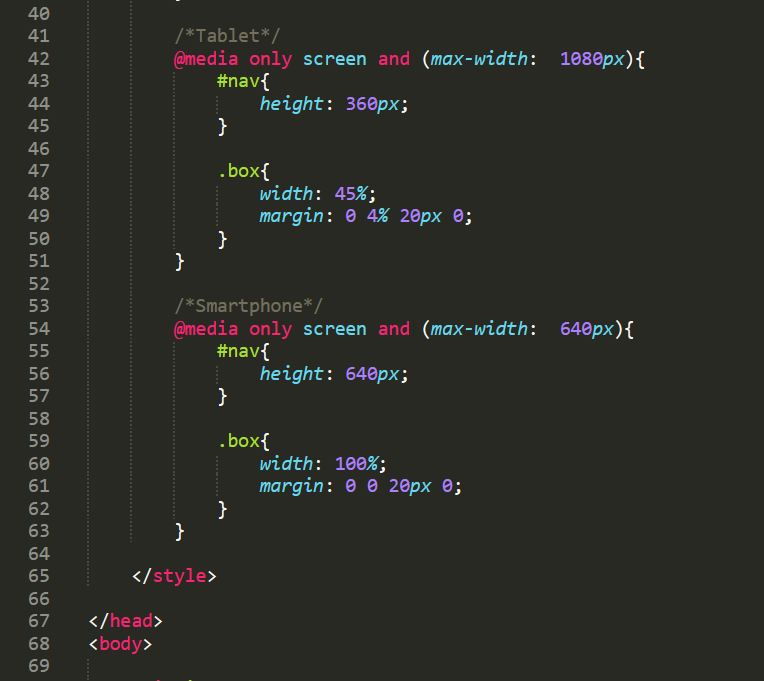 40
41 /*Tablet*/
42 @media only screen and (max-width:  1080px){
43 #nav{
44 height: 360px;
45 }
46
47 .box{
48 width: 45%;
49 margin: 0 4% 20px 0;
50 }
51 }
52
53 /*Smartphone*/
54 @media only screen and (max-width:  640px){
55 #nav{
56 height: 640px;
57 }
58
59 .box{
60 width: 100%;
61 margin: 0 0 20px 0;
62 }
63 }
64
65 </style>
66
67 </head>
68 <body>
69